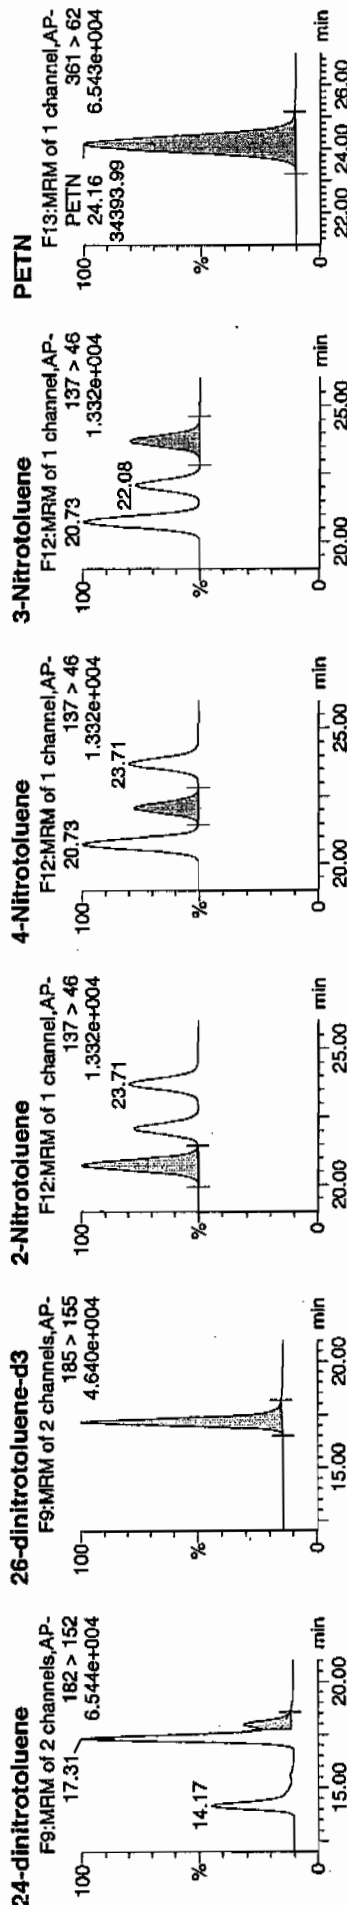 24-dinitrotoluene
F9:MRM of 2 channels,AP-
182 > 152
6.544e+004
17.31
14.17
100
%
0
15.00
20.00
min
26-dinitrotoluene-d3
F9:MRM of 2 channels,AP-
185 > 155
4.640e+004
100
%
0
15.00
20.00
min
2-Nitrotoluene
F12:MRM of 1 channel,AP-
137 > 46
1.332e+004
23.71
100
%
0
20.00
25.00
min
4-Nitrotoluene
F12:MRM of 1 channel,AP-
137 > 46
1.332e+004
20.73
23.71
100
%
0
20.00
25.00
min
3-Nitrotoluene
F12:MRM of 1 channel,AP-
137 > 46
1.332e+004
20.73
22.08
100
%
0
20.00
25.00
min
PETN
F13:MRM of 1 channel,AP-
361 > 62
6.543e+004
PETN
24.16
34393.99
100
%
0
22.00
24.00
26.00
min